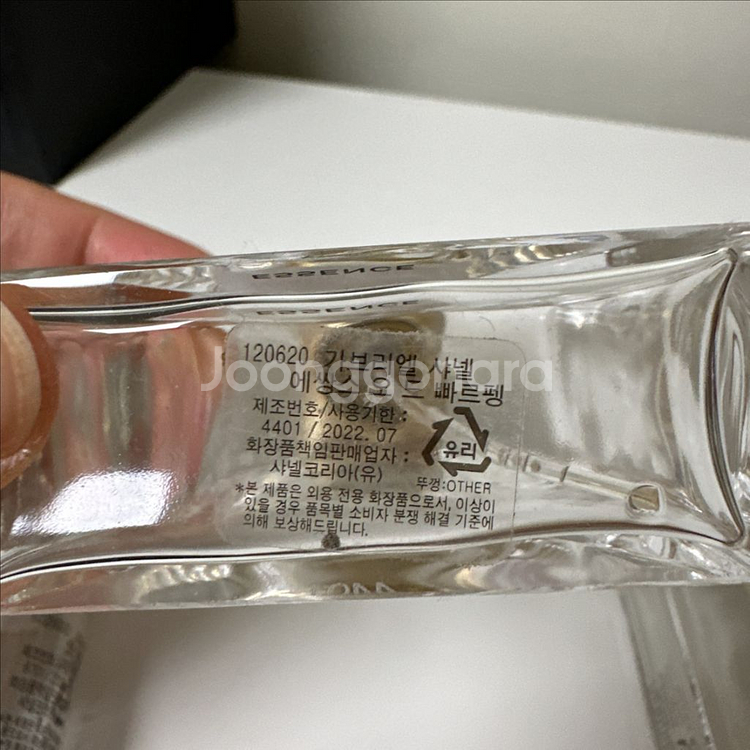 ESSENCE
ESSENCE
120620 가브리엘 샤넬
에쌍스 오 드 빠르펭
Joonggonara
제조번호/사용기한 :
4401 / 2022. 07
화장품책임판매업자 :
샤넬코리아(유)
유리
뚜껑:OTHER
*본 제품은 외용 전용 화장품으로서, 이상이
있을 경우 품목별 소비자 분쟁 해결 기준에
의해 보상해드립니다.